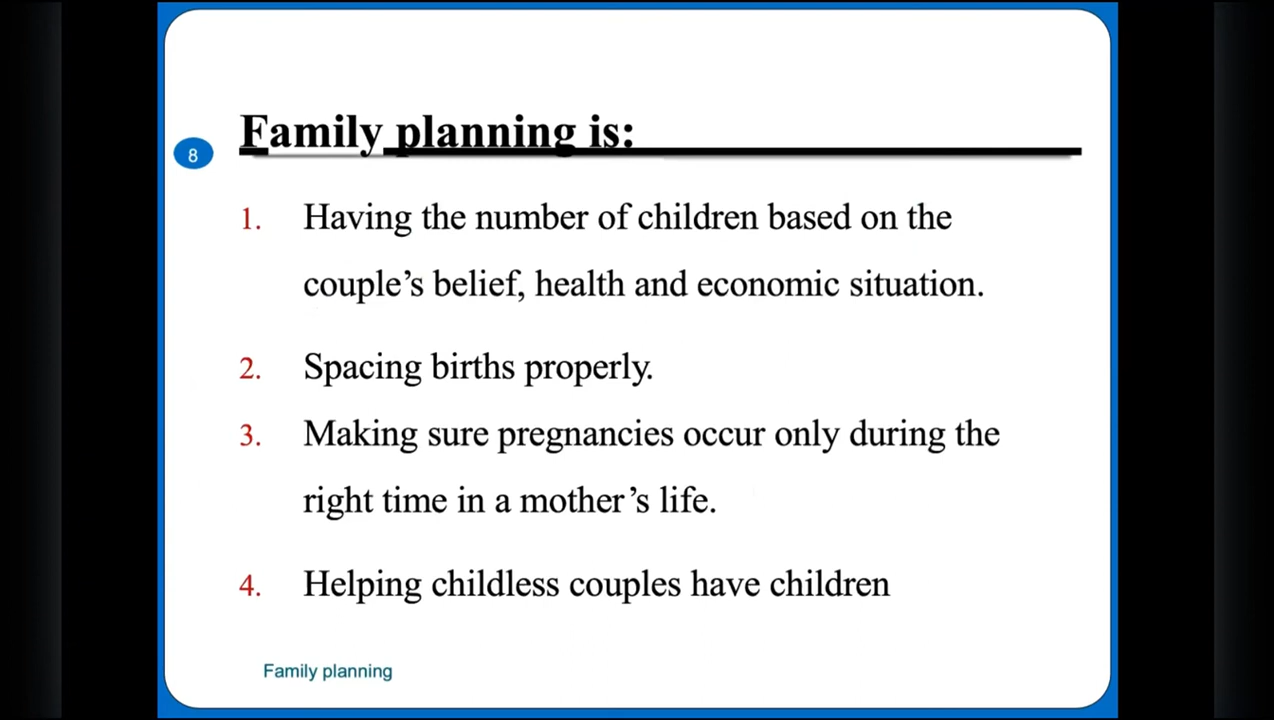 Family planning is:
8
1. Having the number of children based on the
couple’s belief, health and economic situation.
2. Spacing births properly.
3. Making sure pregnancies occur only during the
right time in a mother’s life.
4. Helping childless couples have children
Family planning